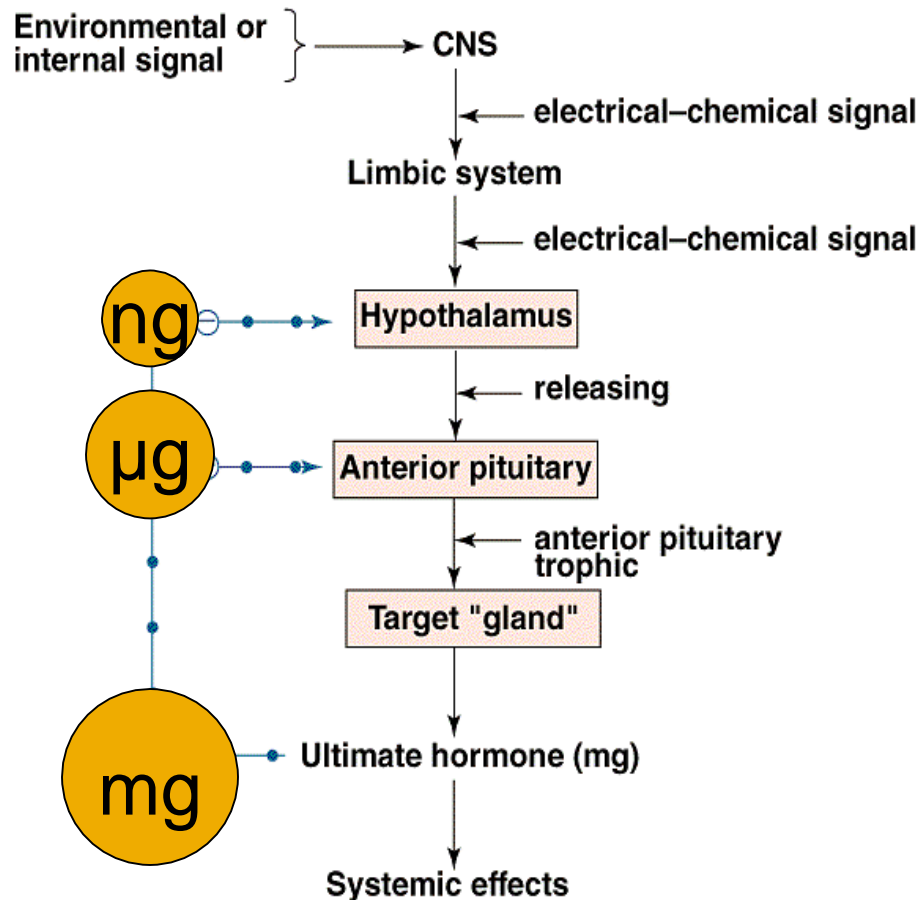 Environmental or
internal signal
CNS
electrical–chemical signal
Limbic system
electrical–chemical signal
ng
Hypothalamus
releasing
µg
Anterior pituitary
anterior pituitary
trophic
Target "gland"
mg
Ultimate hormone (mg)
Systemic effects